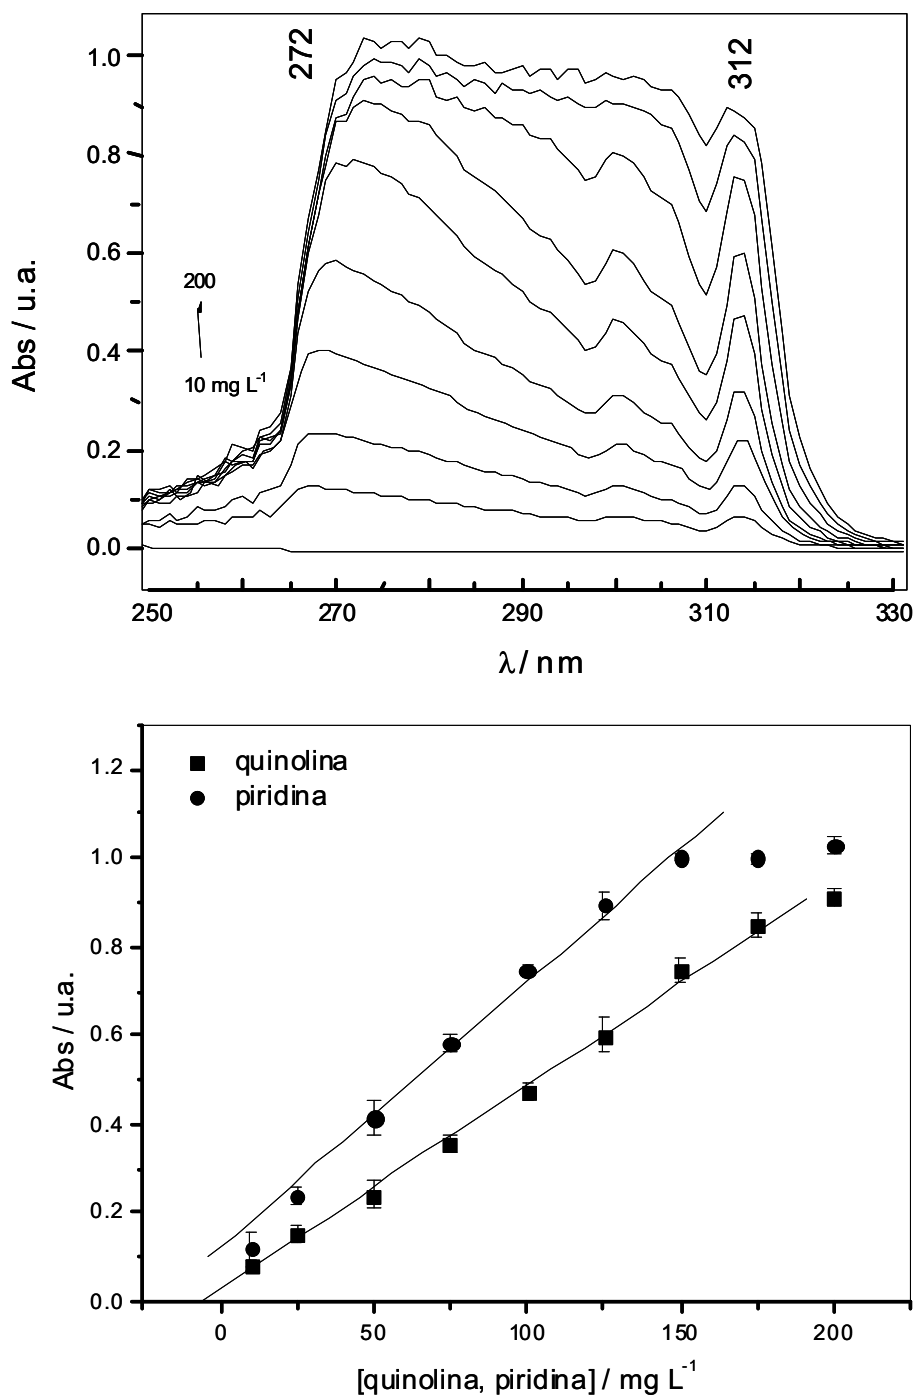 272
312
1.0
0.8
0.6
0.4
0.2
0.0
Abs / u.a.
200
10 mg L⁻¹
250 270 290 310 330
λ / nm
quinolina
piridina
1.2
1.0
0.8
0.6
0.4
0.2
0.0
Abs / u.a.
0 50 100 150 200
[quinolina, piridina] / mg L⁻¹